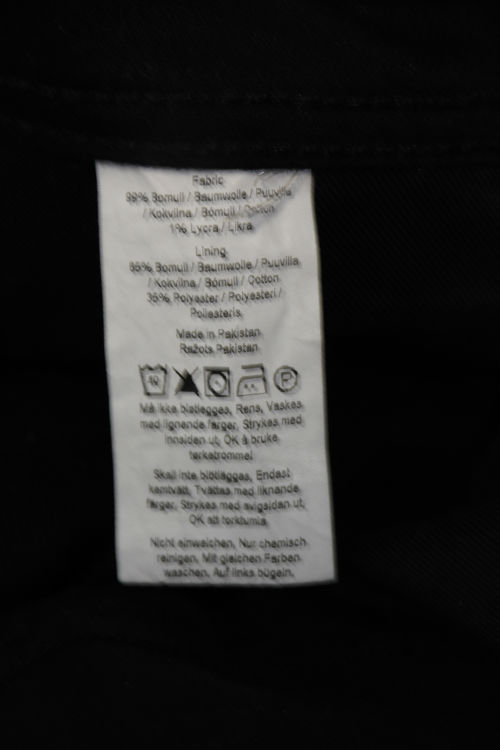 Fabric
99% Bomull / Baumwolle / Puuvilla
/ Kokvilna / Bómull / Cotton
1% Lycra / Likra
Lining
65% Bomull / Baumwolle / Puuvilla
/ Kokvilna / Bómull / Cotton
35% Polyester / Polyesteri /
Poliesteris
Made in Pakistan
Ražots Pakistan
40 P
Må ikke bløtlegges, Rens, Vaskes
med lignende farger, Strykes med
innsiden ut, OK å bruke
tørketrommel
Skall inte blötläggas, Endast
kemtvätt, Tvättas med liknande
färger, Strykes med avigsidan ut,
OK att torktumla
Nicht einweichen, Nur chemisch
reinigen, Mit gleichen Farben
waschen, Auf links bügeln,